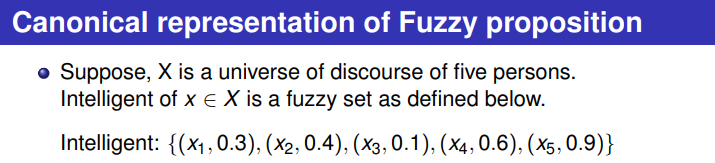 Canonical representation of Fuzzy proposition
Suppose, X is a universe of discourse of five persons.
Intelligent of x ∈ X is a fuzzy set as defined below.
Intelligent: {(x₁, 0.3), (x₂, 0.4), (x₃, 0.1), (x₄, 0.6), (x₅, 0.9)}